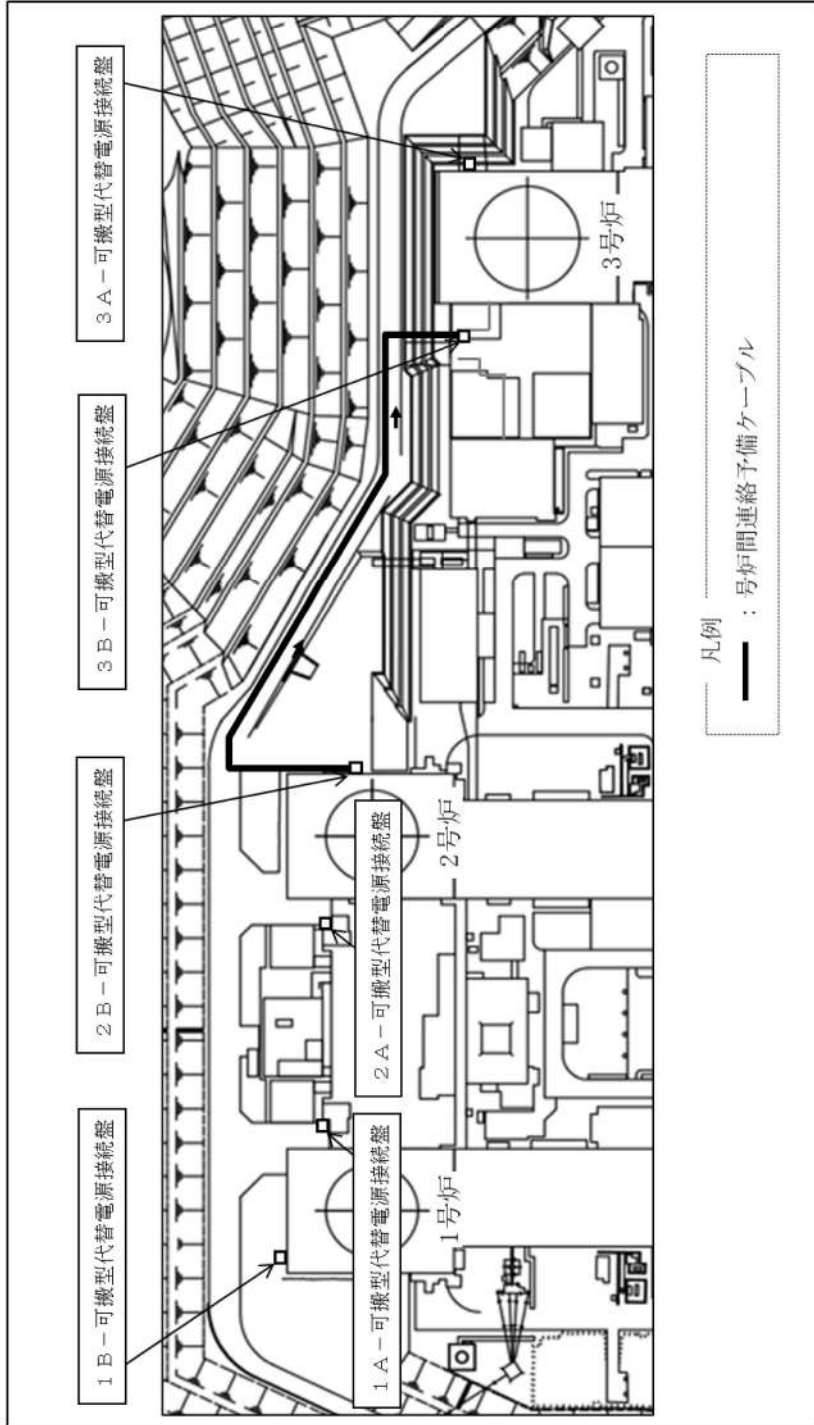 1B-可搬型代替電源接続盤
2B-可搬型代替電源接続盤
3B-可搬型代替電源接続盤
3A-可搬型代替電源接続盤
1A-可搬型代替電源接続盤
2A-可搬型代替電源接続盤
1号炉
2号炉
3号炉
凡例
:号炉間連絡予備ケーブル